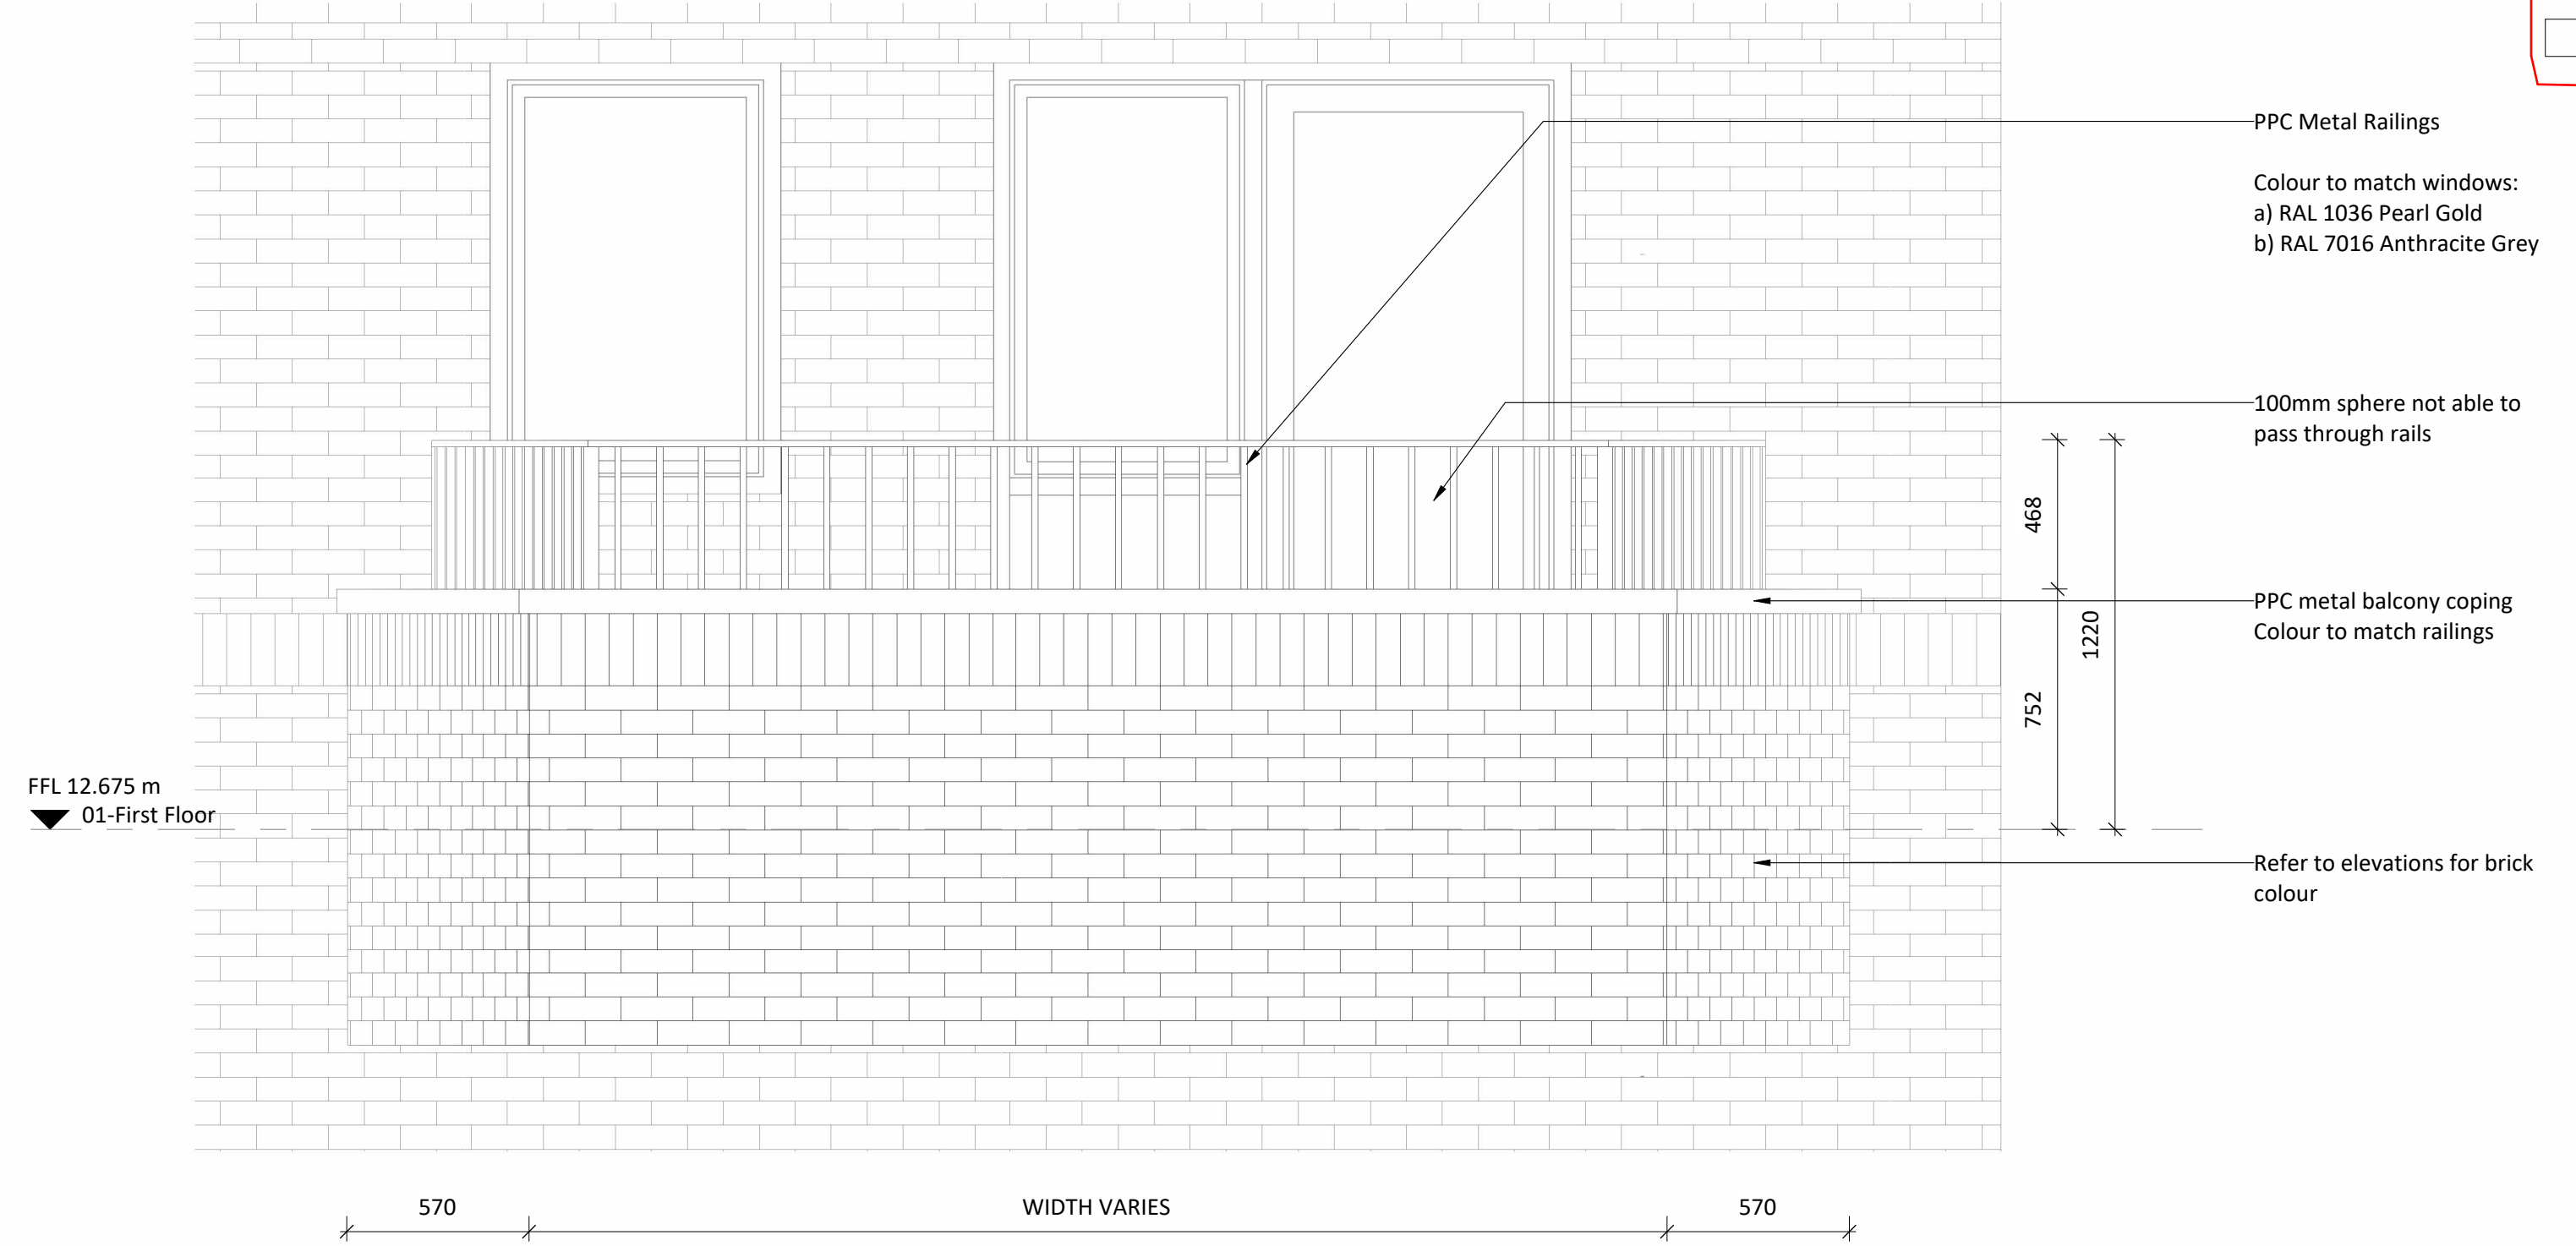 PPC Metal Railings
Colour to match windows:
a) RAL 1036 Pearl Gold
b) RAL 7016 Anthracite Grey
100mm sphere not able to
pass through rails
468
PPC metal balcony coping
Colour to match railings
1220
752
FFL 12.675 m
01-First Floor
Refer to elevations for brick
colour
570
WIDTH VARIES
570